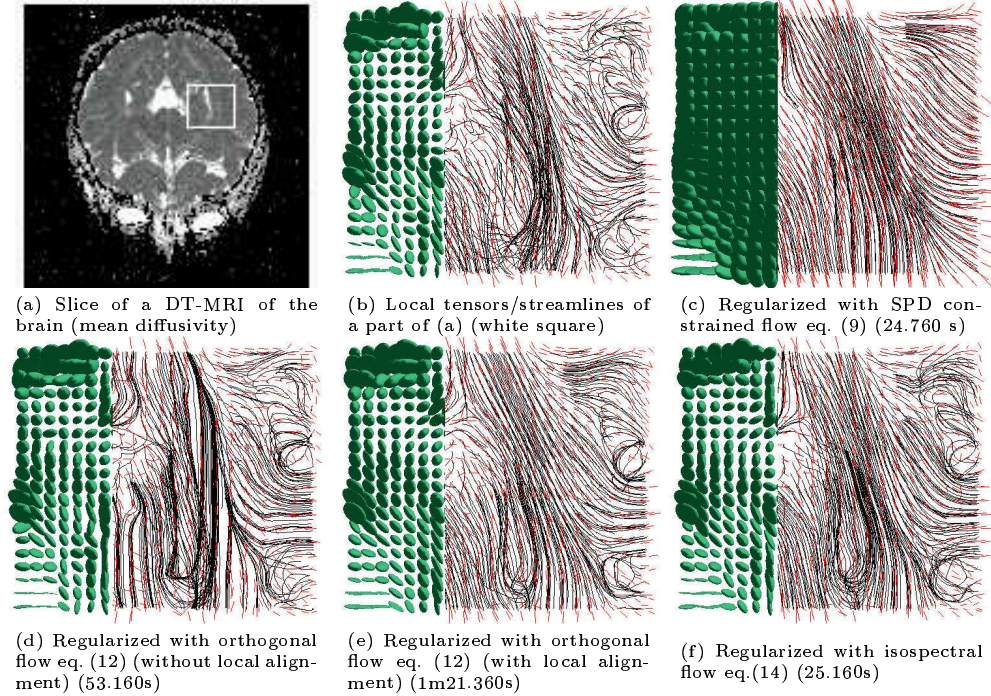 (a) Slice of a DT-MRI of the
brain (mean diffusivity)
(b) Local tensors/streamlines of
a part of (a) (white square)
(c) Regularized with SPD con-
strained flow eq. (9) (24.760 s)
(d) Regularized with orthogonal
flow eq. (12) (without local align-
ment) (53.160s)
(e) Regularized with orthogonal
flow eq. (12) (with local align-
ment) (1m21.360s)
(f) Regularized with isospectral
flow eq.(14) (25.160s)